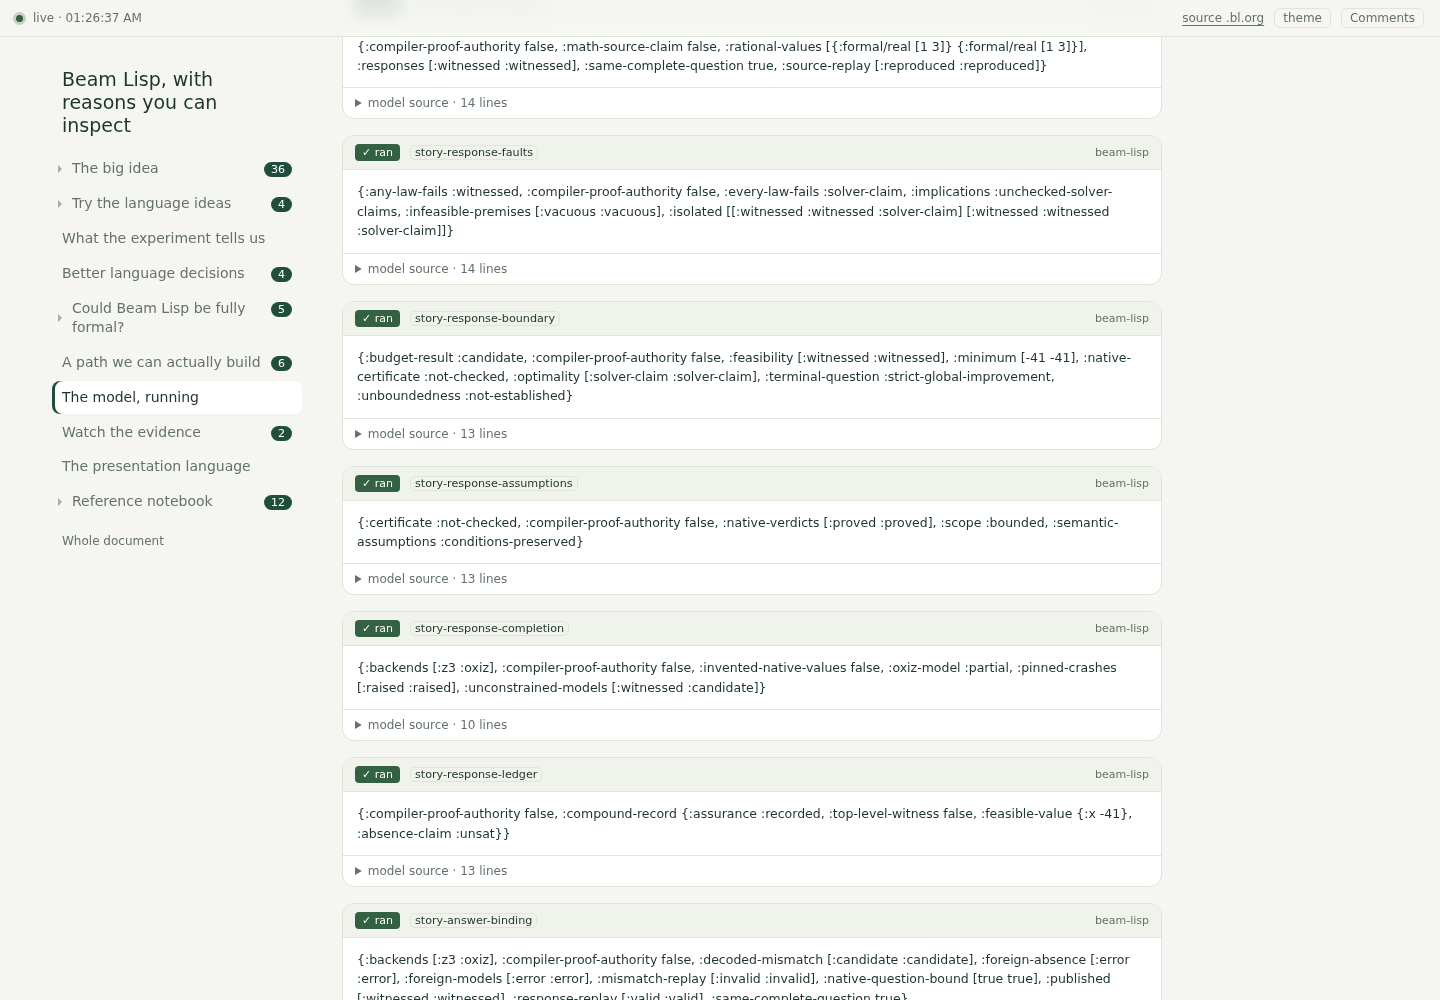 live · 01:26:37 AM
source .bl.org
theme
Comments
Beam Lisp, with
reasons you can
inspect
The big idea 36
Try the language ideas 4
What the experiment tells us
Better language decisions 4
Could Beam Lisp be fully 5
formal?
A path we can actually build 6
The model, running
Watch the evidence 2
The presentation language
Reference notebook 12
Whole document
{:compiler-proof-authority false, :math-source-claim false, :rational-values [{:formal/real [1 3]} {:formal/real [1 3]}],
:responses [:witnessed :witnessed], :same-complete-question true, :source-replay [:reproduced :reproduced]}
▶ model source · 14 lines
✓ ran story-response-faults beam-lisp
{:any-law-fails :witnessed, :compiler-proof-authority false, :every-law-fails :solver-claim, :implications :unchecked-solver-
claims, :infeasible-premises [:vacuous :vacuous], :isolated [[:witnessed :witnessed :solver-claim] [:witnessed :witnessed
:solver-claim]]}
▶ model source · 14 lines
✓ ran story-response-boundary beam-lisp
{:budget-result :candidate, :compiler-proof-authority false, :feasibility [:witnessed :witnessed], :minimum [-41 -41], :native-
certificate :not-checked, :optimality [:solver-claim :solver-claim], :terminal-question :strict-global-improvement,
:unboundedness :not-established}
▶ model source · 13 lines
✓ ran story-response-assumptions beam-lisp
{:certificate :not-checked, :compiler-proof-authority false, :native-verdicts [:proved :proved], :scope :bounded, :semantic-
assumptions :conditions-preserved}
▶ model source · 13 lines
✓ ran story-response-completion beam-lisp
{:backends [:z3 :oxiz], :compiler-proof-authority false, :invented-native-values false, :oxiz-model :partial, :pinned-crashes
[:raised :raised], :unconstrained-models [:witnessed :candidate]}
▶ model source · 10 lines
✓ ran story-response-ledger beam-lisp
{:compiler-proof-authority false, :compound-record {:assurance :recorded, :top-level-witness false, :feasible-value {:x -41},
:absence-claim :unsat}}
▶ model source · 13 lines
✓ ran story-answer-binding beam-lisp
{:backends [:z3 :oxiz], :compiler-proof-authority false, :decoded-mismatch [:candidate :candidate], :foreign-absence [:error
:error], :foreign-models [:error :error], :mismatch-replay [:invalid :invalid], :native-question-bound [true true], :published
[:witnessed :witnessed], :response-replay [:valid :valid], :same-complete-question true}